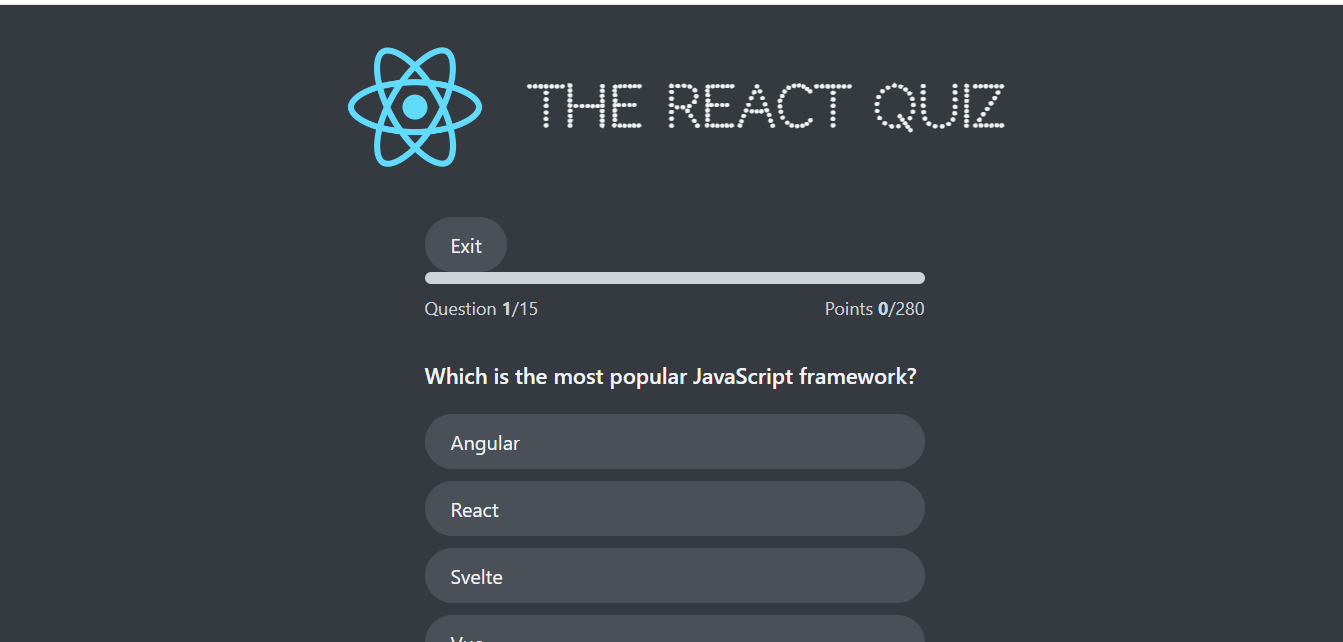 THE REACT QUIZ
Exit
Question 1/15
Points 0/280
Which is the most popular JavaScript framework?
Angular
React
Svelte